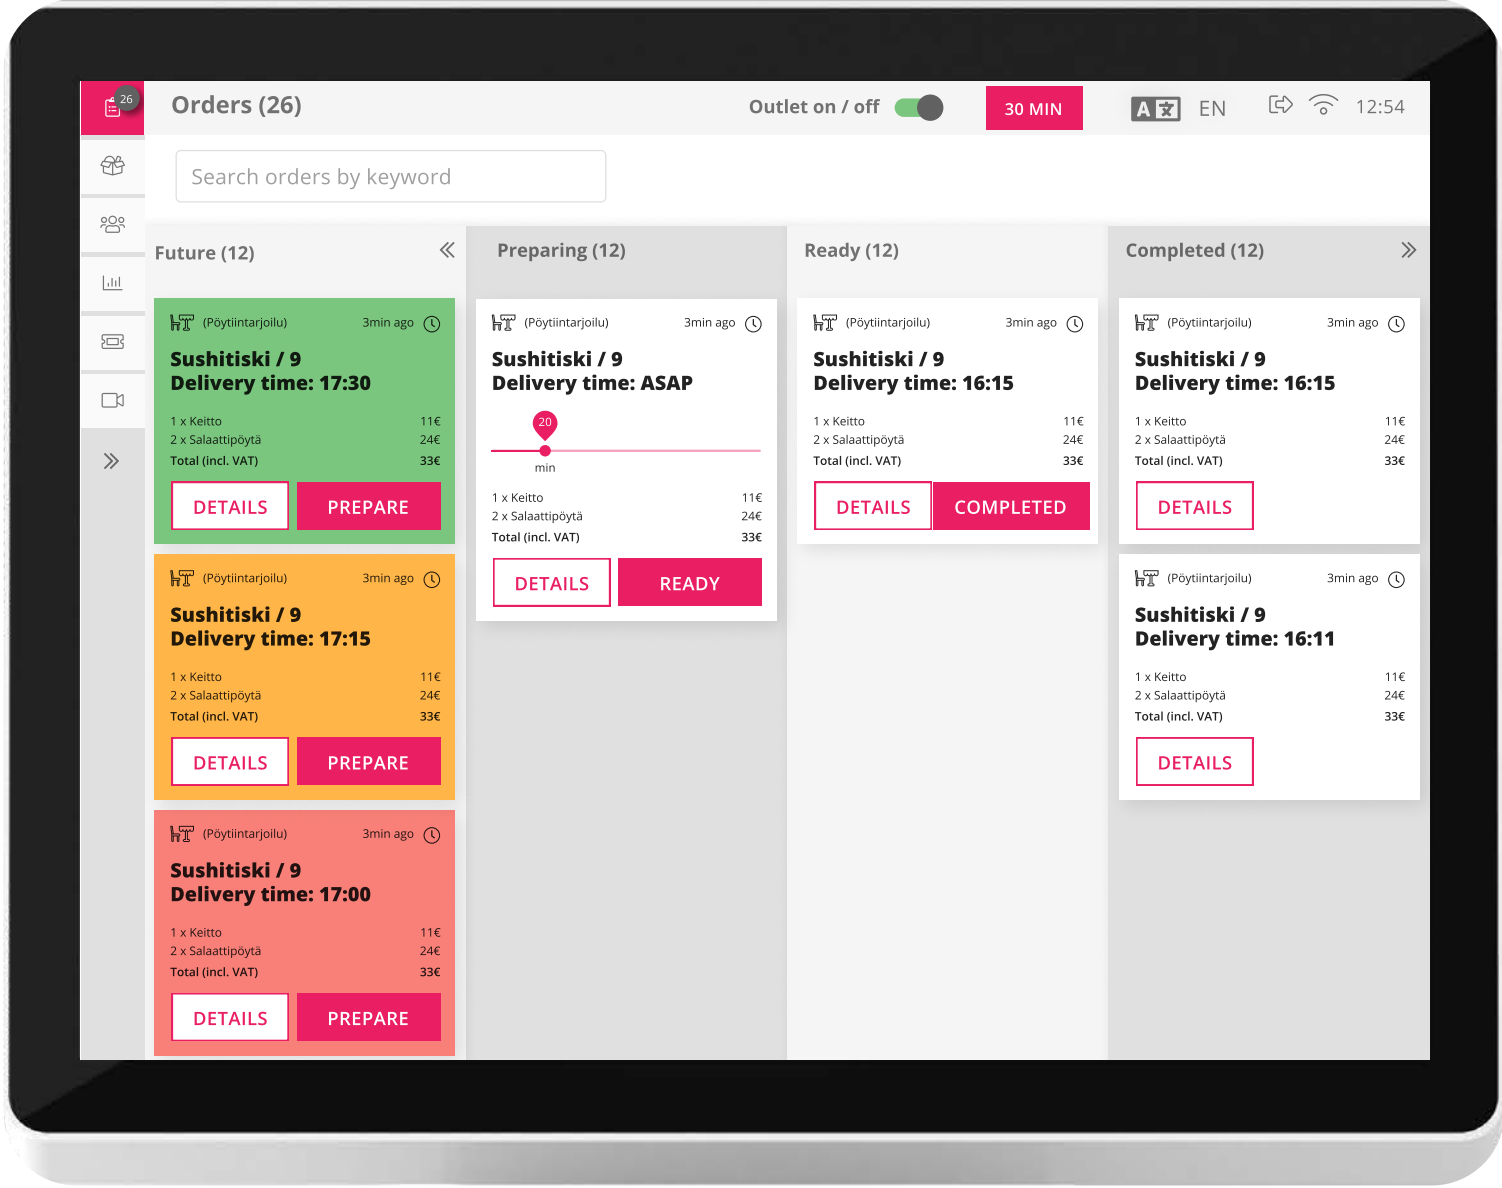 26
Orders (26)
Outlet on / off
30 MIN
A 文
EN
12:54
Search orders by keyword
Future (12)
(Pöytiintarjoilu) 3min ago
Sushitiski / 9
Delivery time: 17:30
1 x Keitto 11€
2 x Salaattipöytä 24€
Total (incl. VAT) 33€
DETAILS PREPARE
(Pöytiintarjoilu) 3min ago
Sushitiski / 9
Delivery time: 17:15
1 x Keitto 11€
2 x Salaattipöytä 24€
Total (incl. VAT) 33€
DETAILS PREPARE
(Pöytiintarjoilu) 3min ago
Sushitiski / 9
Delivery time: 17:00
1 x Keitto 11€
2 x Salaattipöytä 24€
Total (incl. VAT) 33€
DETAILS PREPARE
Preparing (12)
(Pöytiintarjoilu) 3min ago
Sushitiski / 9
Delivery time: ASAP
20
min
1 x Keitto 11€
2 x Salaattipöytä 24€
Total (incl. VAT) 33€
DETAILS READY
Ready (12)
(Pöytiintarjoilu) 3min ago
Sushitiski / 9
Delivery time: 16:15
1 x Keitto 11€
2 x Salaattipöytä 24€
Total (incl. VAT) 33€
DETAILS COMPLETED
Completed (12)
(Pöytiintarjoilu) 3min ago
Sushitiski / 9
Delivery time: 16:15
1 x Keitto 11€
2 x Salaattipöytä 24€
Total (incl. VAT) 33€
DETAILS
(Pöytiintarjoilu) 3min ago
Sushitiski / 9
Delivery time: 16:11
1 x Keitto 11€
2 x Salaattipöytä 24€
Total (incl. VAT) 33€
DETAILS